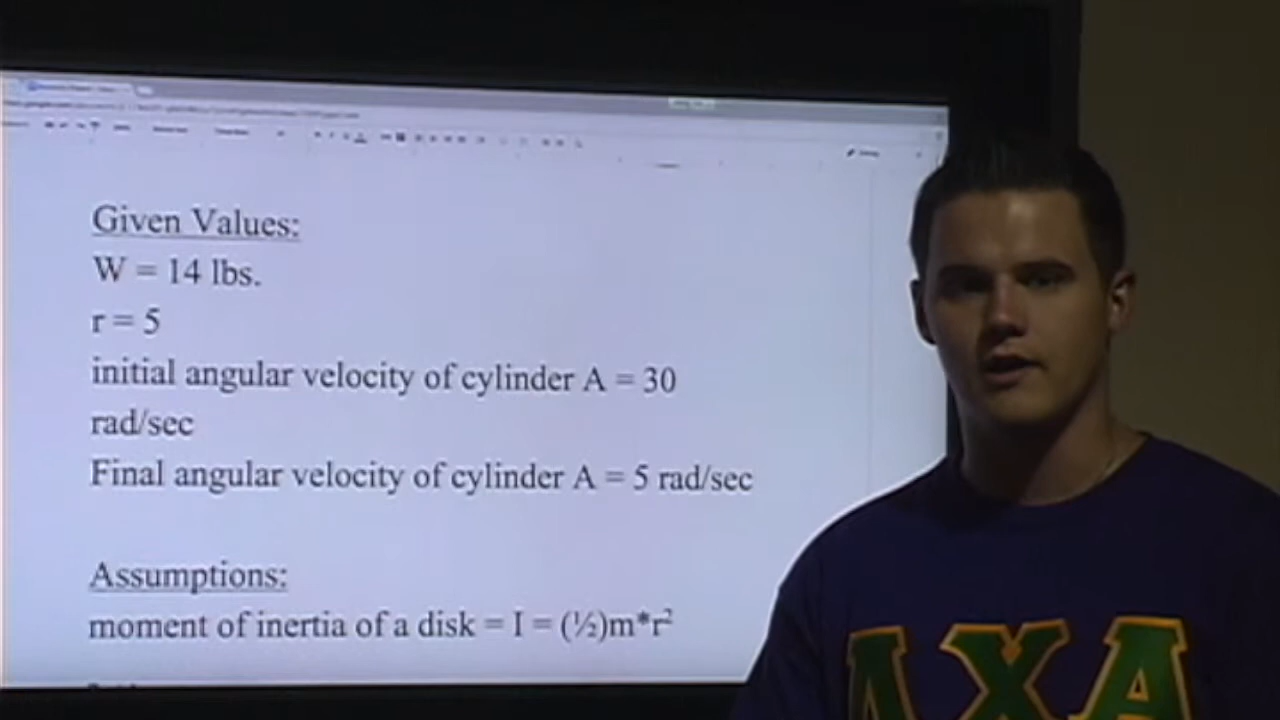 Given Values:
W = 14 lbs.
r = 5
initial angular velocity of cylinder A = 30
rad/sec
Final angular velocity of cylinder A = 5 rad/sec
Assumptions:
moment of inertia of a disk = I = (½)m*r²
ΛΧΑ